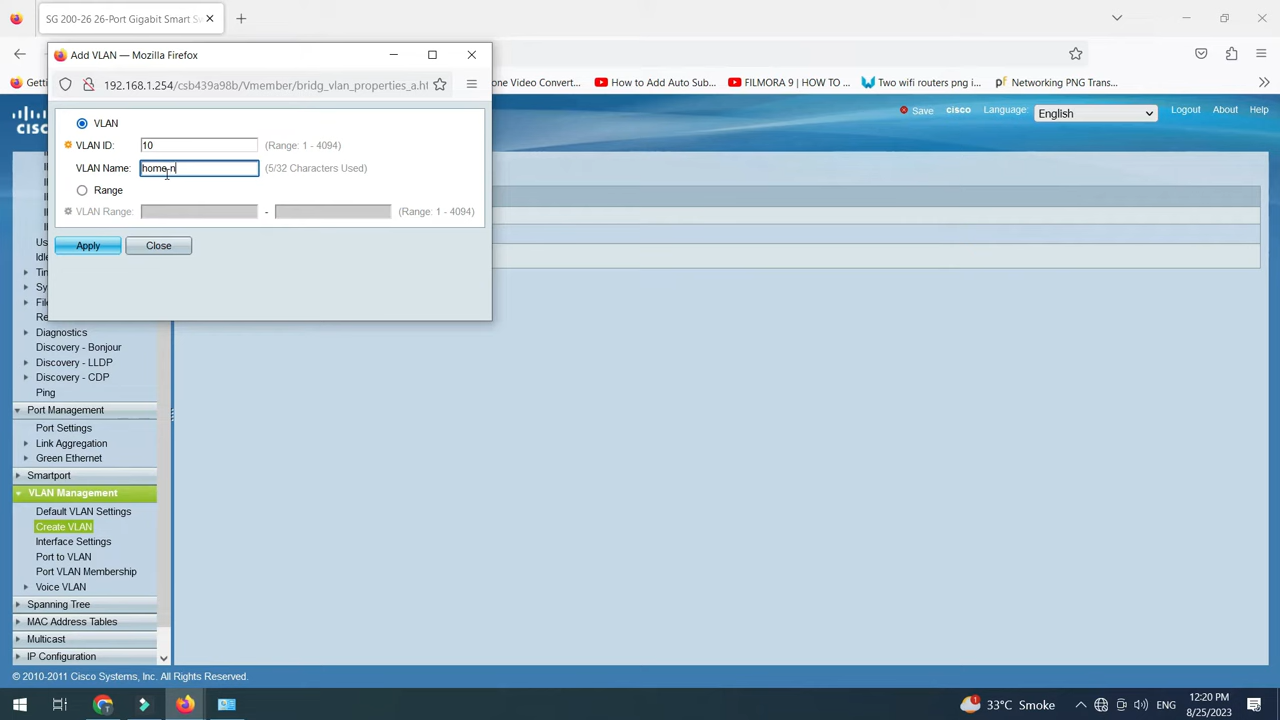 SG 200-26 26-Port Gigabit Smart Sw
Add VLAN — Mozilla Firefox
192.168.1.254/csb439a98b/Vmember/bridg_vlan_properties_a.ht
Getti
one Video Convert...
How to Add Auto Sub...
FILMORA 9 | HOW TO ...
Two wifi routers png i...
Networking PNG Trans...
Save
cisco
Language:
English
Logout
About
Help
VLAN
VLAN ID:
10
(Range: 1 - 4094)
VLAN Name:
home-n
(5/32 Characters Used)
Range
VLAN Range:
-
(Range: 1 - 4094)
Apply
Close
Diagnostics
Discovery - Bonjour
Discovery - LLDP
Discovery - CDP
Ping
Port Management
Port Settings
Link Aggregation
Green Ethernet
Smartport
VLAN Management
Default VLAN Settings
Create VLAN
Interface Settings
Port to VLAN
Port VLAN Membership
Voice VLAN
Spanning Tree
MAC Address Tables
Multicast
IP Configuration
© 2010-2011 Cisco Systems, Inc. All Rights Reserved.
1
33°C Smoke
ENG
12:20 PM
8/25/2023